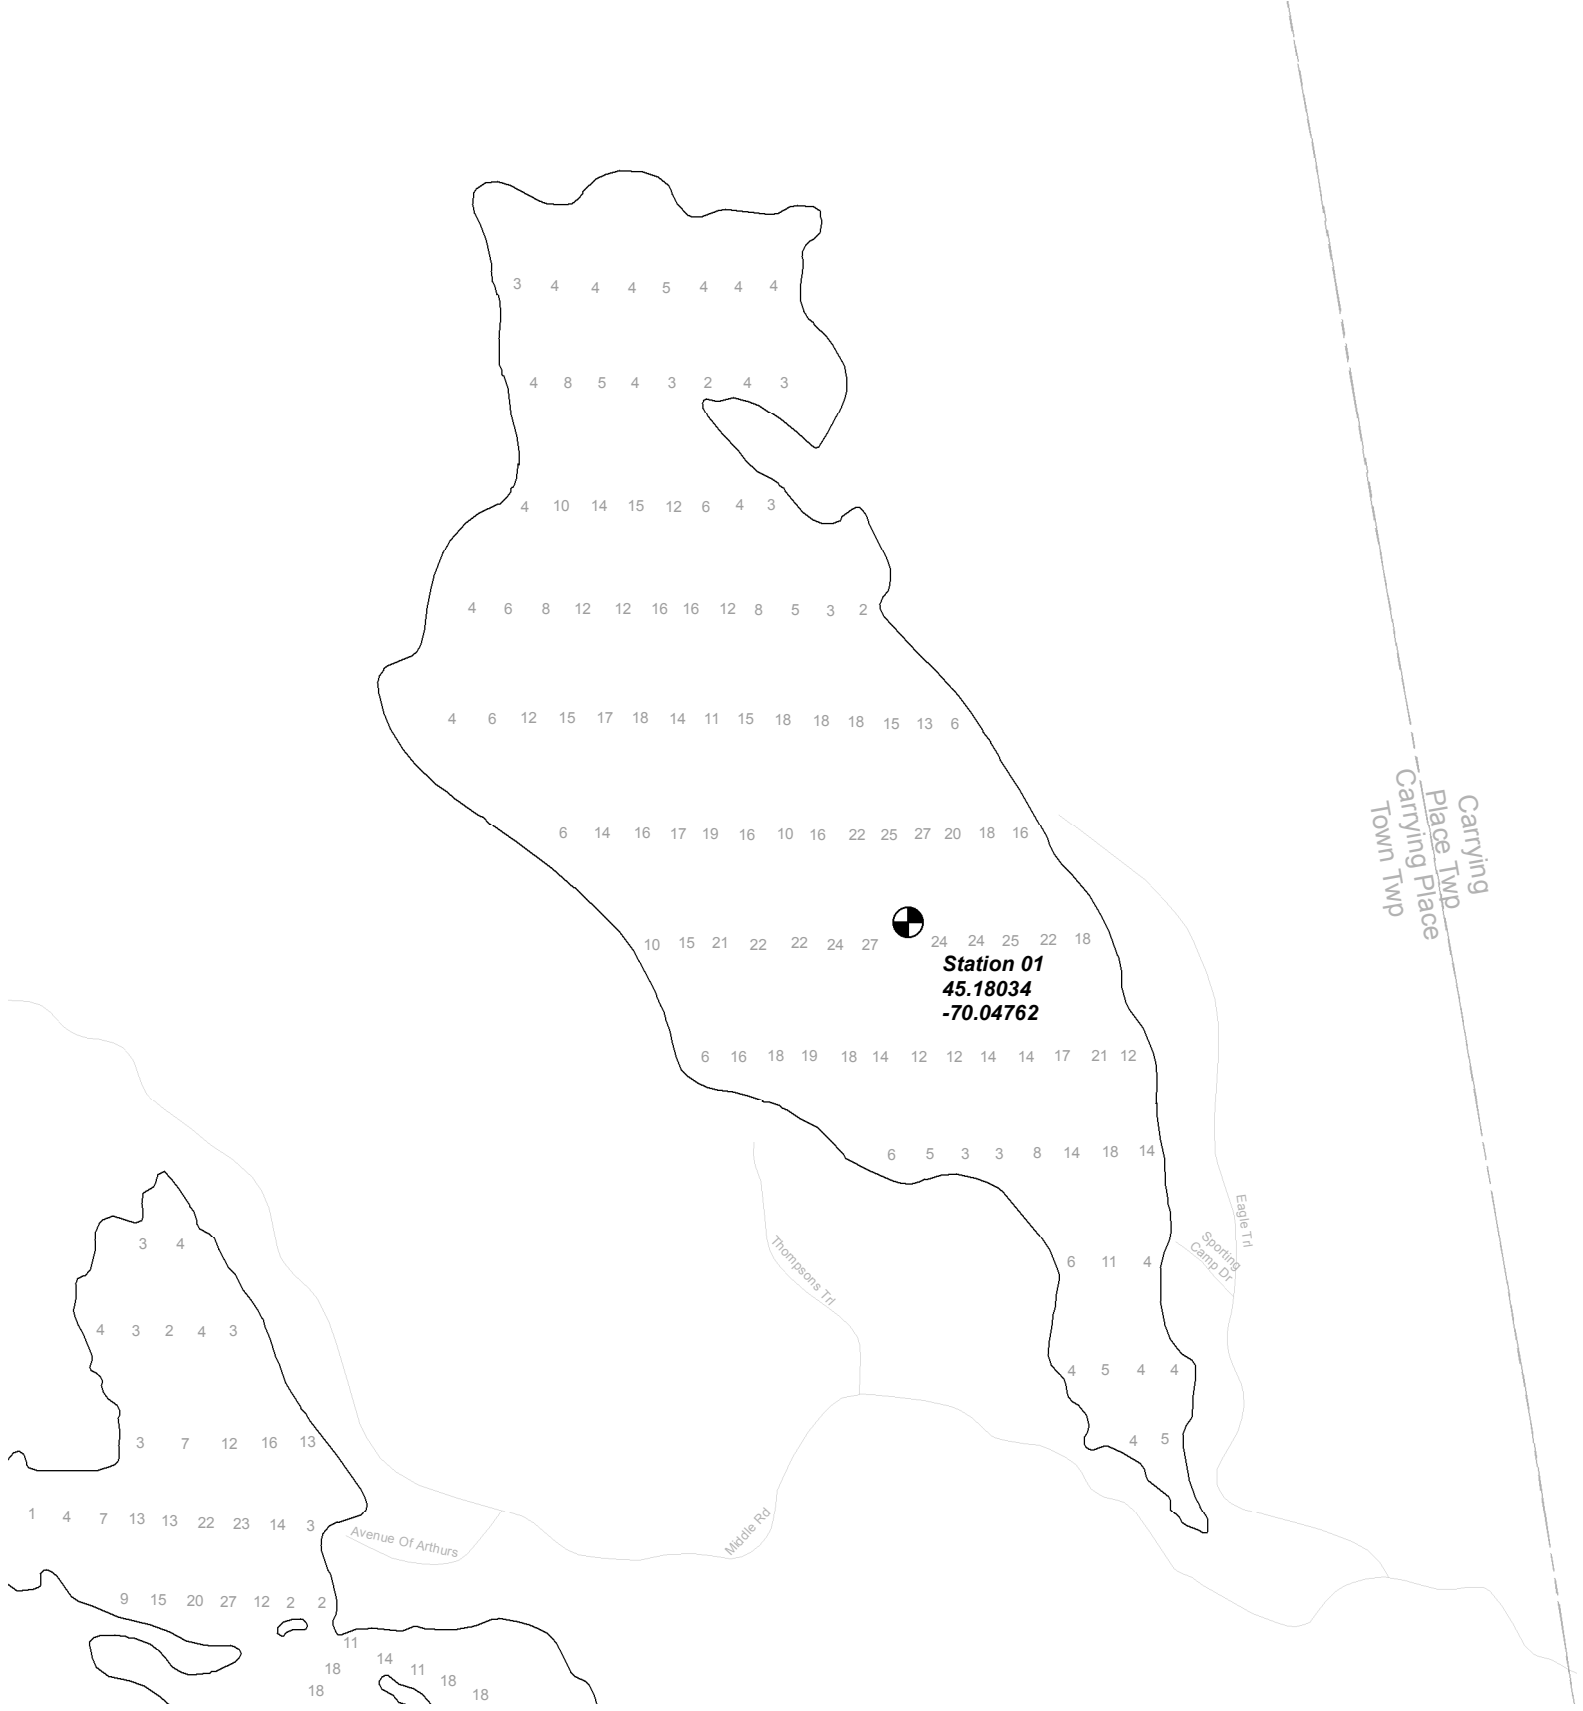 3 4 4 4 5 4 4 4
4 8 5 4 3 2 4 3
4 10 14 15 12 6 4 3
4 6 8 12 12 16 16 12 8 5 3 2
4 6 12 15 17 18 14 11 15 18 18 18 15 13 6
6 14 16 17 19 16 10 16 22 25 27 20 18 16
Carrying
Place Twp
Carrying Place
Town Twp
10 15 21 22 22 24 27 24 24 25 22 18
Station 01
45.18034
-70.04762
6 16 18 19 18 14 12 12 14 14 17 21 12
6 5 3 3 8 14 18 14
Eagle Trl
Sporting
Camp Dr
Thompsons Trl
3 4
6 11 4
4 3 2 4 3
4 5 4 4
3 7 12 16 13
4 5
1 4 7 13 13 22 23 14 3
Avenue Of Arthurs
Middle Rd
9 15 20 27 12 2 2
11
18 14 11 18
18 18